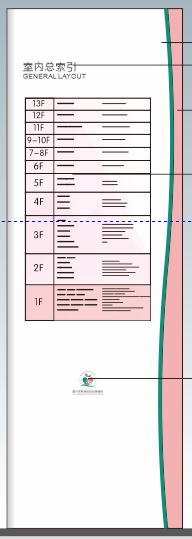 室内总索引
GENERAL LAYOUT
13F
12F
11F
9-10F
7-8F
6F
5F
4F
3F
2F
1F